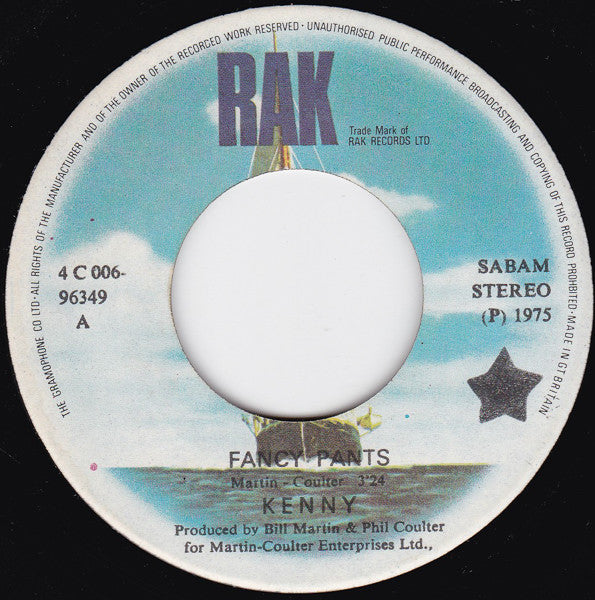 THE GRAMOPHONE CO LTD·ALL RIGHTS OF THE MANUFACTURER AND OF THE OWNER OF THE RECORDED WORK RESERVED·UNAUTHORISED PUBLIC PERFORMANCE BROADCASTING AND COPYING OF THIS RECORD PROHIBITED·MADE IN GT BRITAIN·
RAK
Trade Mark of
RAK RECORDS LTD
4 C 006-
96349
A
SABAM
STEREO
(P) 1975
FANCY PANTS
Martin - Coulter 3'24
KENNY
Produced by Bill Martin & Phil Coulter
for Martin-Coulter Enterprises Ltd.,